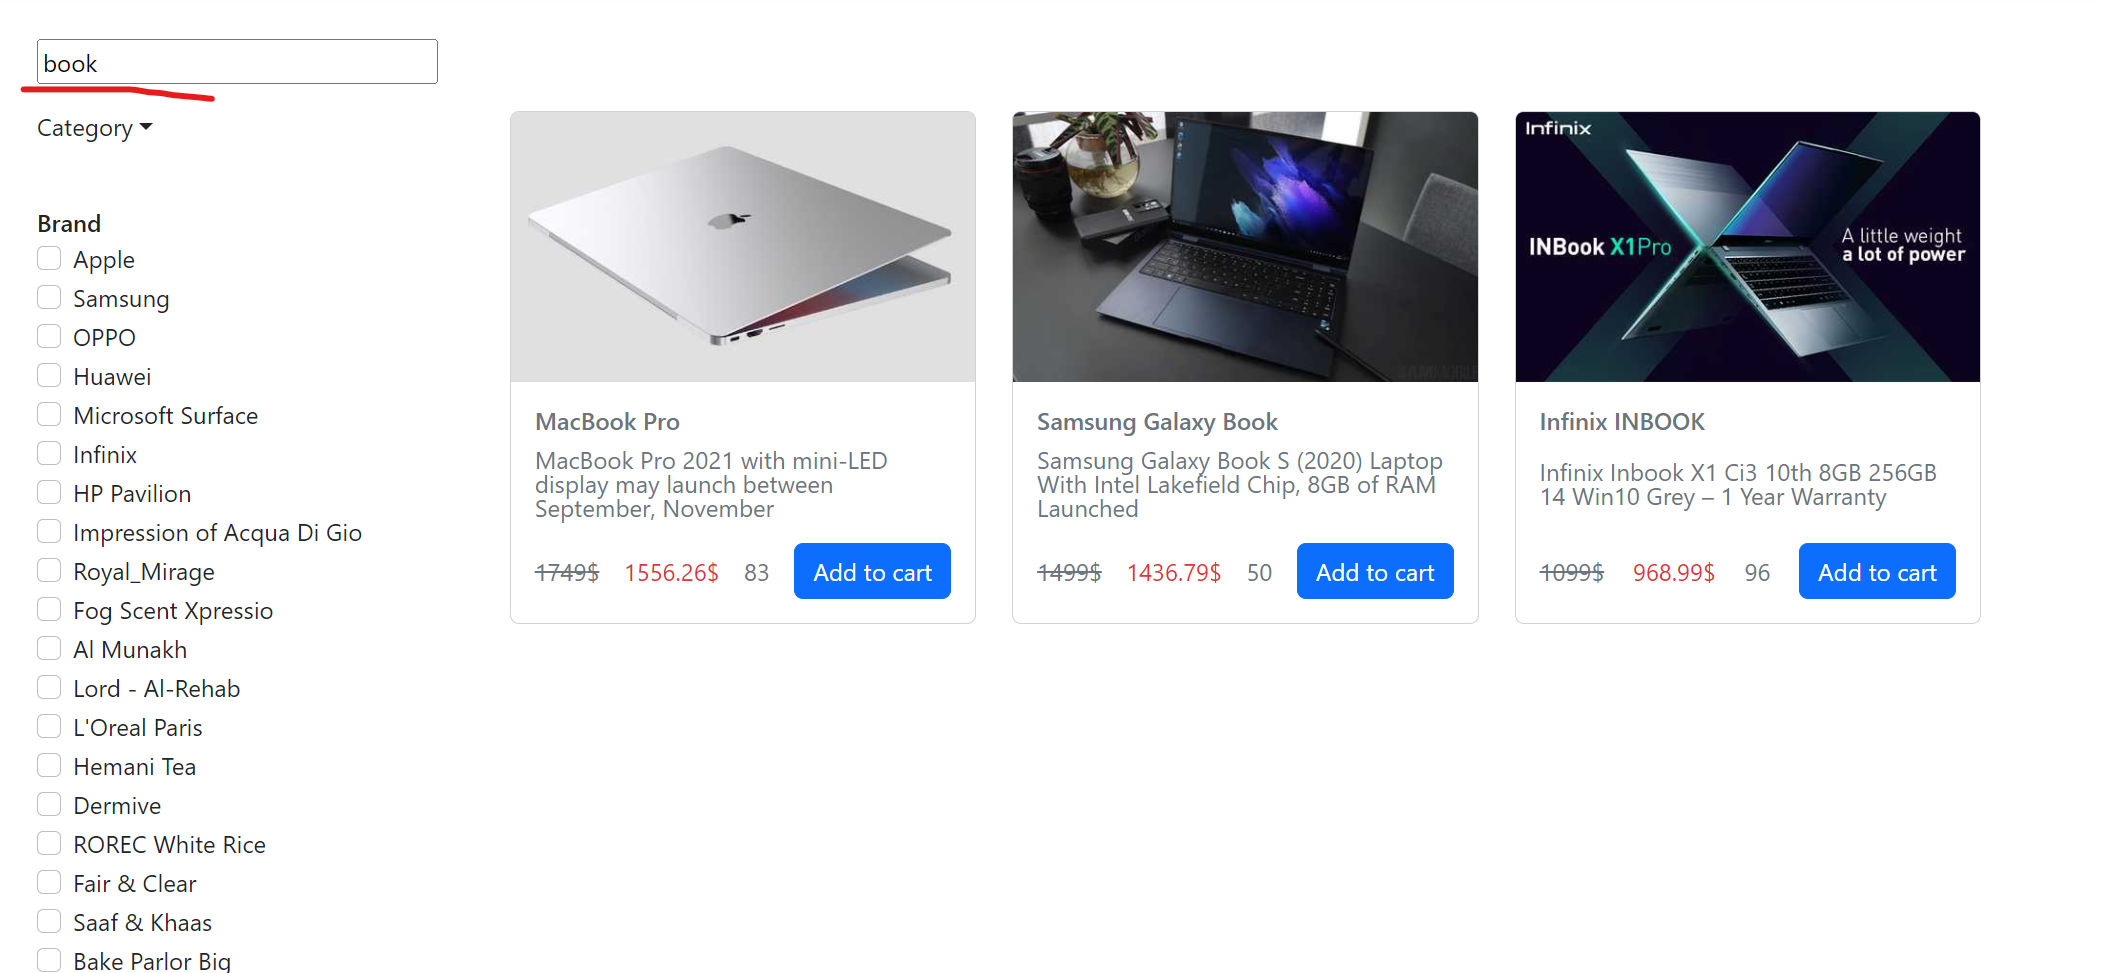 book
Category
Brand
Apple
Samsung
OPPO
Huawei
Microsoft Surface
Infinix
HP Pavilion
Impression of Acqua Di Gio
Royal_Mirage
Fog Scent Xpressio
Al Munakh
Lord - Al-Rehab
L'Oreal Paris
Hemani Tea
Dermive
ROREC White Rice
Fair & Clear
Saaf & Khaas
Bake Parlor Big
MacBook Pro
MacBook Pro 2021 with mini-LED
display may launch between
September, November
1749$ 1556.26$ 83 Add to cart
Samsung Galaxy Book
Samsung Galaxy Book S (2020) Laptop
With Intel Lakefield Chip, 8GB of RAM
Launched
1499$ 1436.79$ 50 Add to cart
Infinix
INBook X1Pro
A little weight
a lot of power
Infinix INBOOK
Infinix Inbook X1 Ci3 10th 8GB 256GB
14 Win10 Grey – 1 Year Warranty
1099$ 968.99$ 96 Add to cart